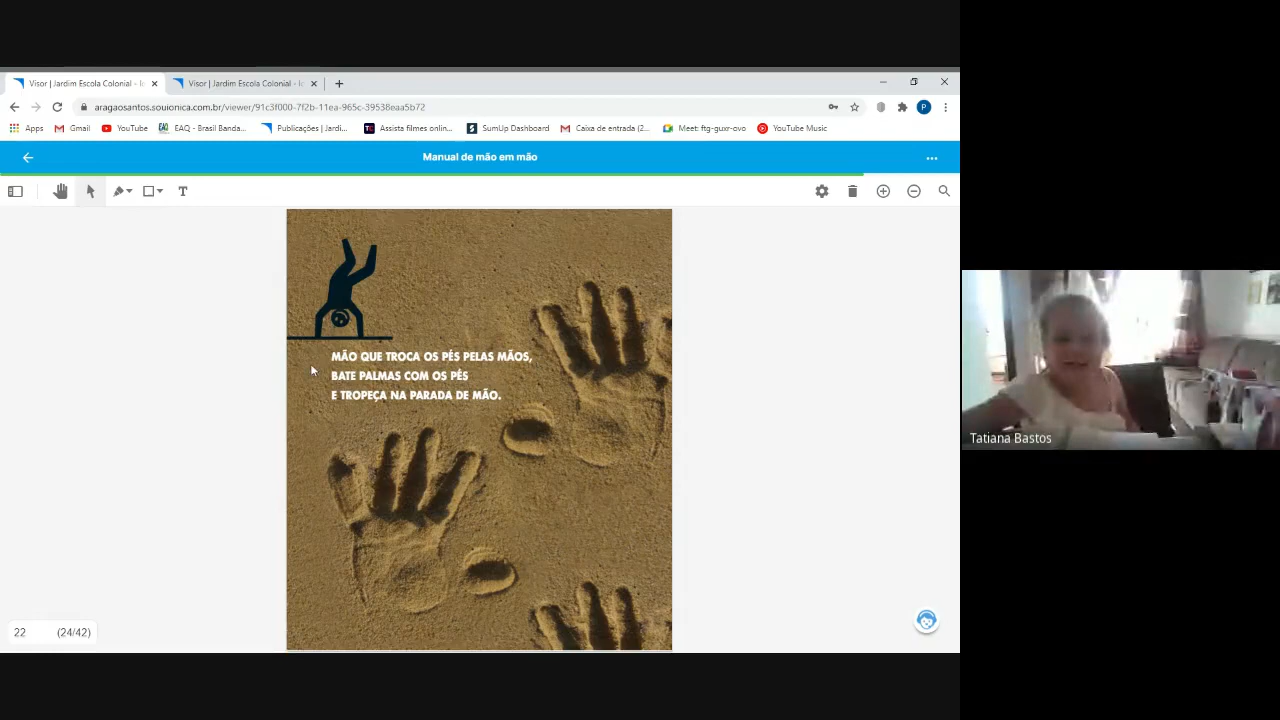 Visor | Jardim Escola Colonial - Ic
Visor | Jardim Escola Colonial - Ic
aragaosantos.souionica.com.br/viewer/91c3f000-7f2b-11ea-965c-39538eaa5b72
P
Apps Gmail YouTube EAQ - Brasil Banda... Publicações | Jardi... Assista filmes onlin... SumUp Dashboard Caixa de entrada (2... Meet: ftg-guxr-ovo YouTube Music
Manual de mão em mão
T
MÃO QUE TROCA OS PÉS PELAS MÃOS,
BATE PALMAS COM OS PÉS
E TROPEÇA NA PARADA DE MÃO.
Tatiana Bastos
22 (24/42)